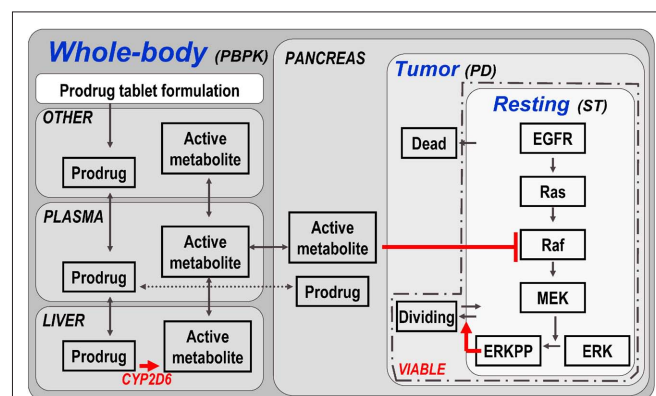 Whole-body (PBPK)
Prodrug tablet formulation
OTHER
Active
metabolite
Prodrug
PLASMA
Active
metabolite
Prodrug
LIVER
Active
metabolite
Prodrug
CYP2D6
PANCREAS
Active
metabolite
Prodrug
Tumor (PD)
Dead
Dividing
VIABLE
Resting (ST)
EGFR
Ras
Raf
MEK
ERKPP
ERK